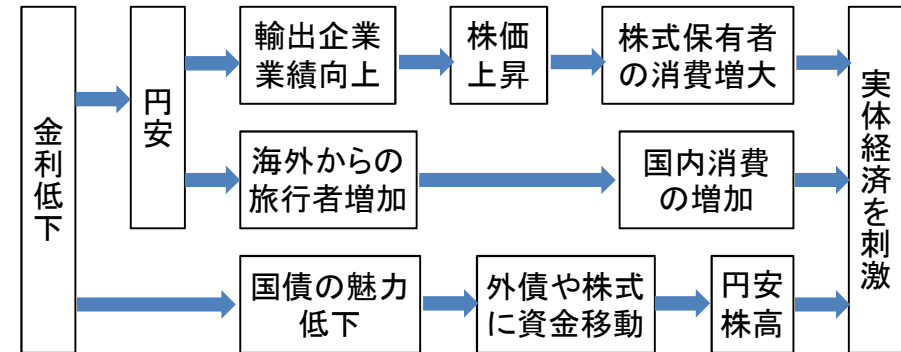 金利低下
円安
輸出企業
業績向上
株価
上昇
株式保有者
の消費増大
海外からの
旅行者増加
国内消費
の増加
国債の魅力
低下
外債や株式
に資金移動
円安
株高
実体経済を刺激